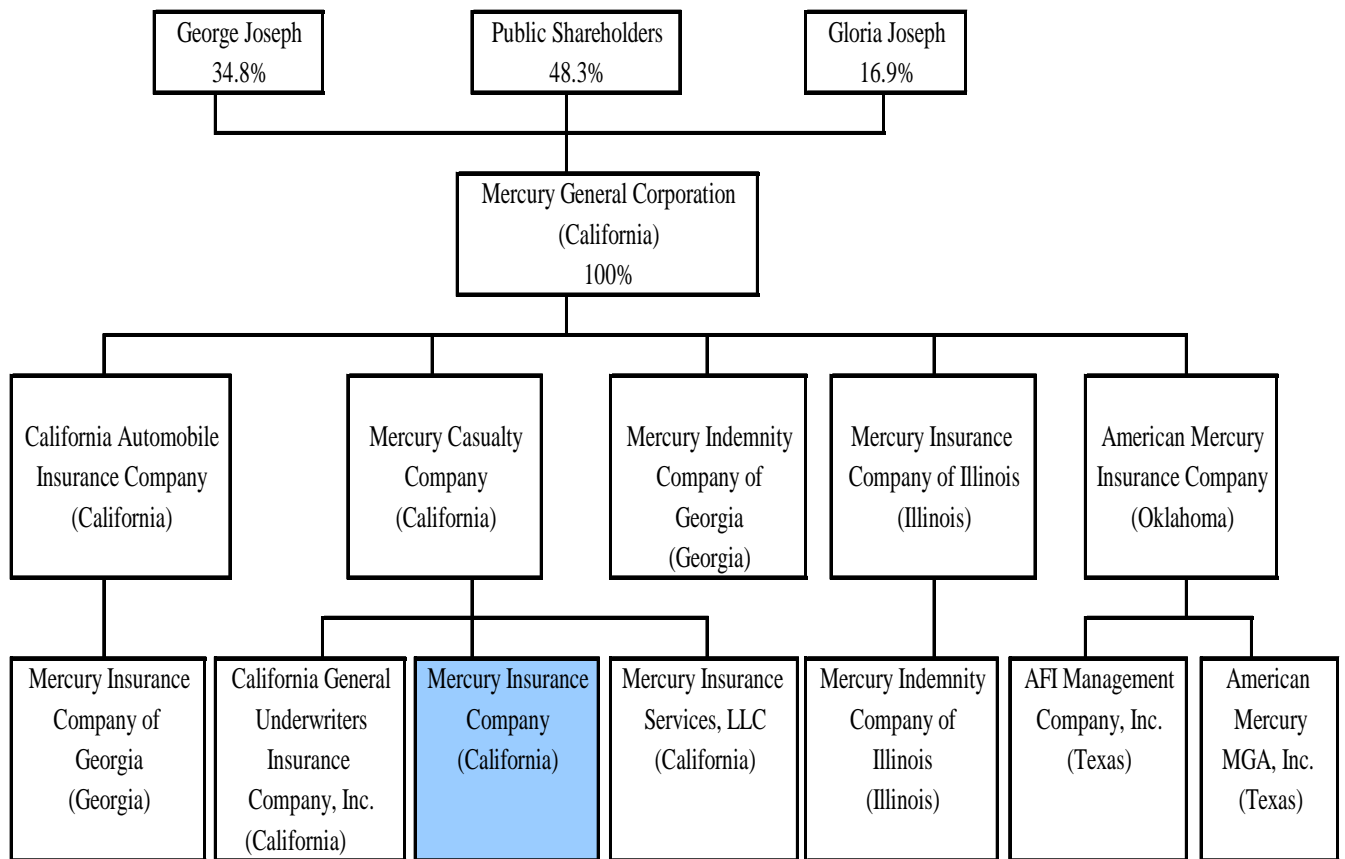 George Joseph
34.8%
Public Shareholders
48.3%
Gloria Joseph
16.9%
Mercury General Corporation
(California)
100%
California Automobile
Insurance Company
(California)
Mercury Casualty
Company
(California)
Mercury Indemnity
Company of
Georgia
(Georgia)
Mercury Insurance
Company of Illinois
(Illinois)
American Mercury
Insurance Company
(Oklahoma)
Mercury Insurance
Company of
Georgia
(Georgia)
California General
Underwriters
Insurance
Company, Inc.
(California)
Mercury Insurance
Company
(California)
Mercury Insurance
Services, LLC
(California)
Mercury Indemnity
Company of
Illinois
(Illinois)
AFI Management
Company, Inc.
(Texas)
American
Mercury
MGA, Inc.
(Texas)